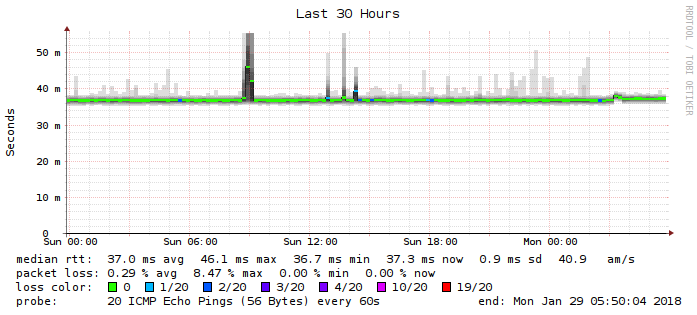 Last 30 Hours
RRDTOOL / TOBI OETIKER
Seconds
50 m
40 m
30 m
20 m
10 m
0
Sun 00:00 Sun 06:00 Sun 12:00 Sun 18:00 Mon 00:00
median rtt: 37.0 ms avg 46.1 ms max 36.7 ms min 37.3 ms now 0.9 ms sd 40.9 am/s
packet loss: 0.29 % avg 8.47 % max 0.00 % min 0.00 % now
loss color: 0 1/20 2/20 3/20 4/20 10/20 19/20
probe: 20 ICMP Echo Pings (56 Bytes) every 60s end: Mon Jan 29 05:50:04 2018